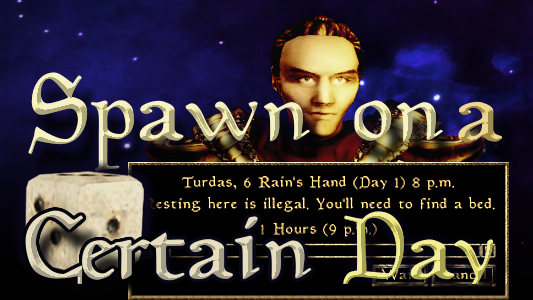 Spawn on a
Turdas, 6 Rain's Hand (Day 1) 8 p.m.
esting here is illegal. You'll need to find a bed.
1 Hours (9 p.m.)
Certain Day